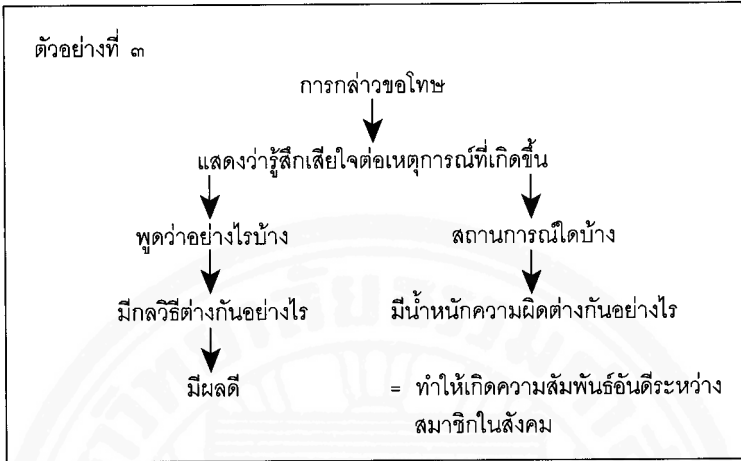 ตัวอย่างที่ ๓
การกล่าวขอโทษ
แสดงว่ารู้สึกเสียใจต่อเหตุการณ์ที่เกิดขึ้น
พูดว่าอย่างไรบ้าง สถานการณ์ใดบ้าง
มีกลวิธีต่างกันอย่างไร มีน้ำหนักความผิดต่างกันอย่างไร
มีผลดี = ทำให้เกิดความสัมพันธ์อันดีระหว่าง
สมาชิกในสังคม